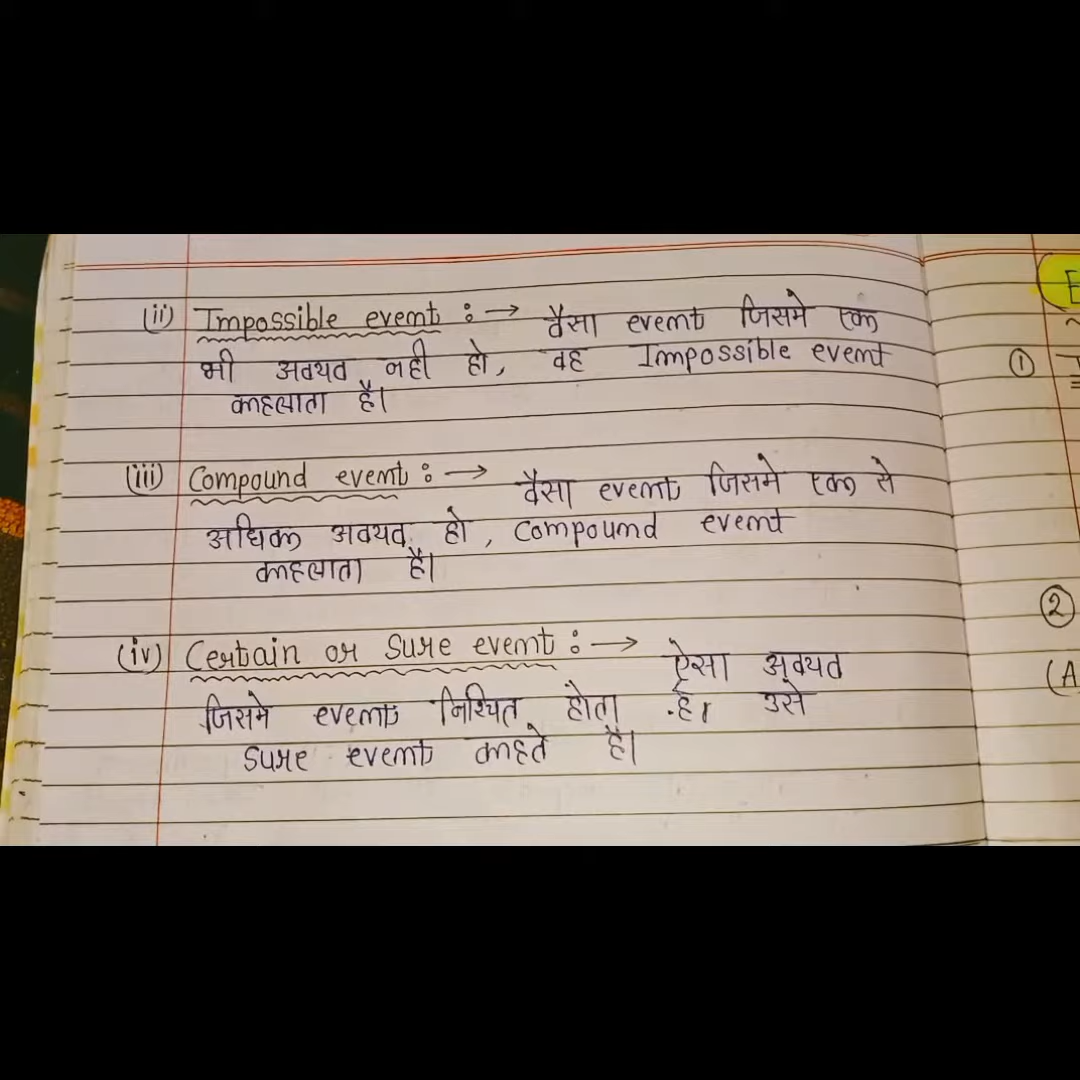 (ii) Impossible event :→ वैसा event जिसमे एक
भी अवयव नही हो, वह Impossible event
कहलाता है।
(iii) Compound event :→ वैसा event जिसमे एक से
अधिक अवयव हो, Compound event
कहलाता है।
(iv) Certain or Sure event :→ ऐसा अवयव
जिसमे event निश्चित होता है। उसे
Sure event कहते है।
E
①
②
(A